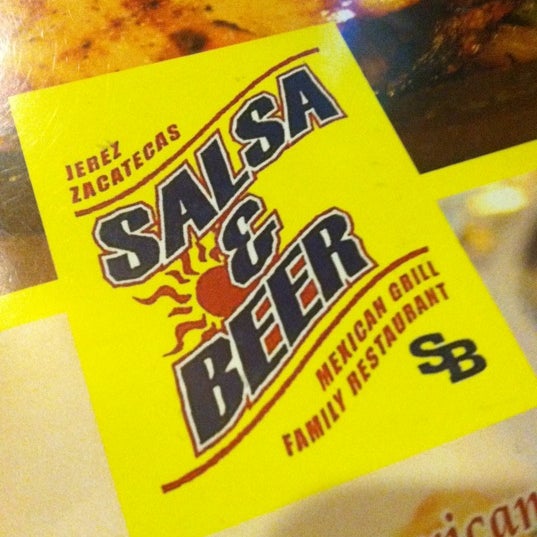 JEREZ
ZACATECAS
SALSA
&
BEER
MEXICAN GRILL
FAMILY RESTAURANT
SB